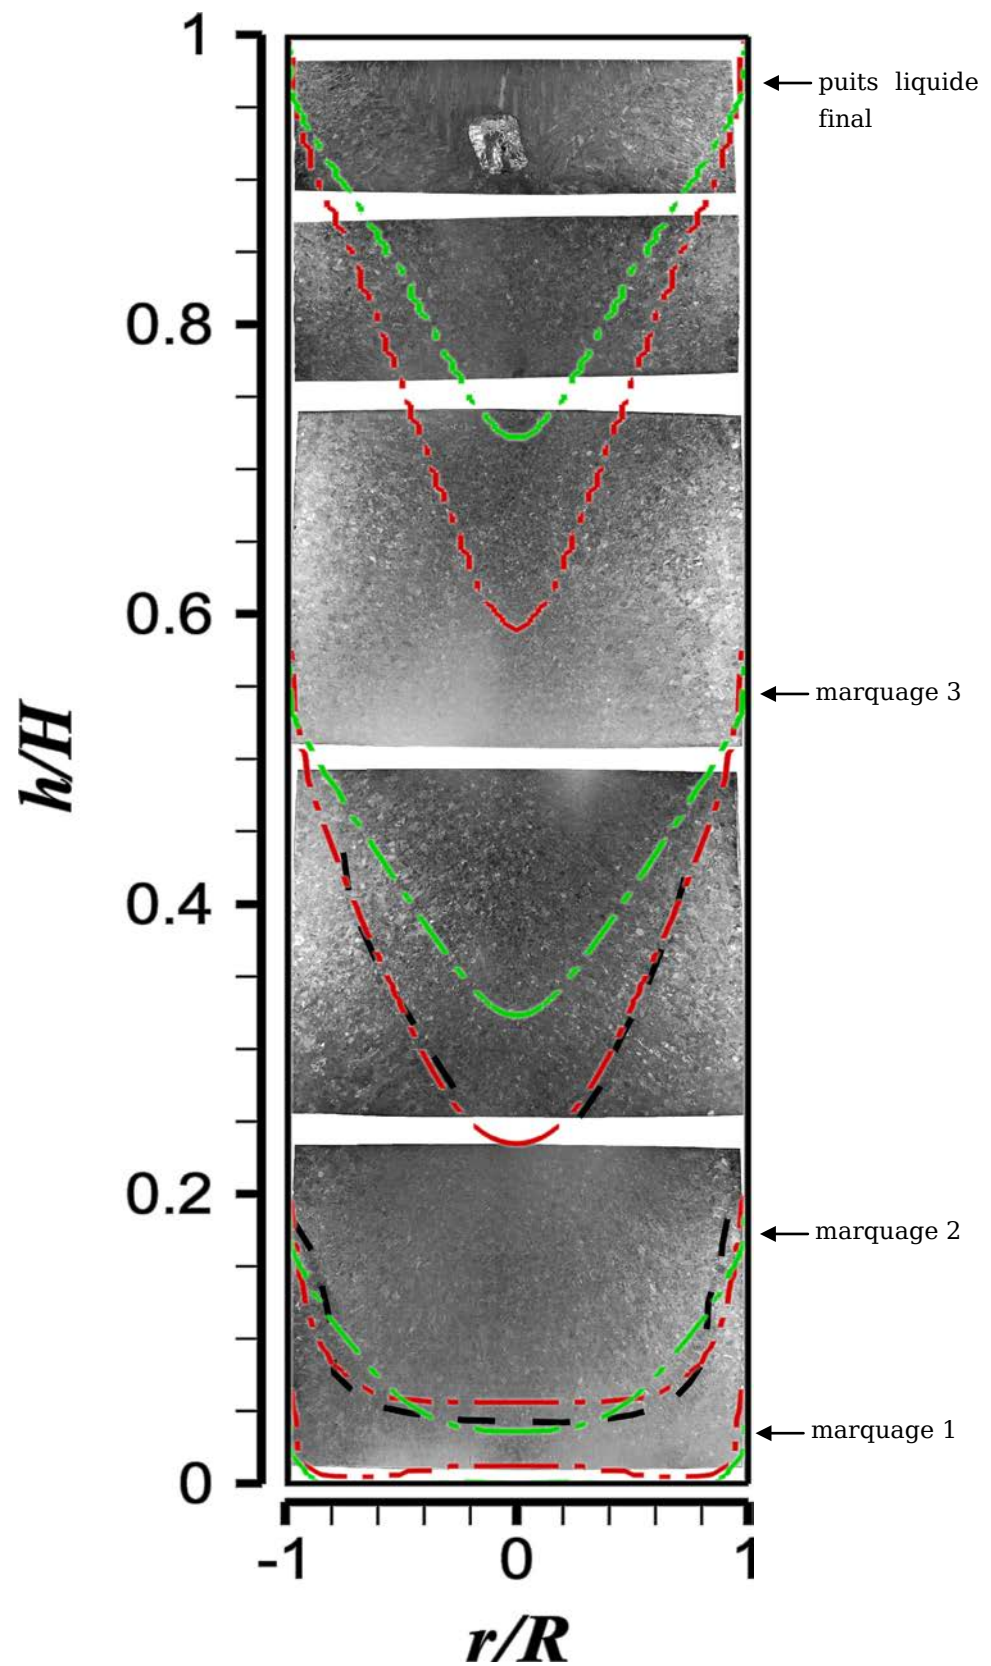 1
puits liquide
final
0.8
0.6
marquage 3
h/H
0.4
0.2
marquage 2
marquage 1
0
-1 0 1
r/R